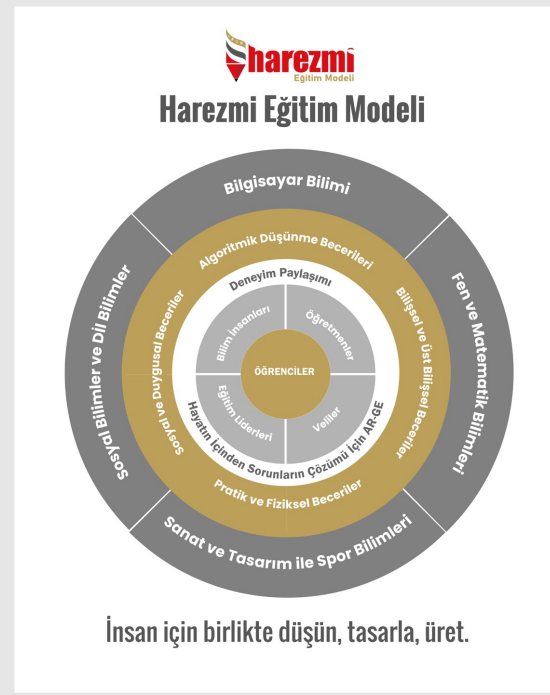 harezmi
Eğitim Modeli
Harezmi Eğitim Modeli
Bilgisayar Bilimi
Fen ve Matematik Bilimleri
Sanat ve Tasarım ile Spor Bilimleri
Sosyal Bilimler ve Dil Bilimler
Algoritmik Düşünme Becerileri
Bilişsel ve Üst Bilişsel Beceriler
Pratik ve Fiziksel Beceriler
Sosyal ve Duygusal Beceriler
Deneyim Paylaşımı
Hayatın İçinden Sorunların Çözümü İçin AR-GE
Bilim İnsanları
Öğretmenler
Veliler
Eğitim Liderleri
ÖĞRENCİLER
İnsan için birlikte düşün, tasarla, üret.